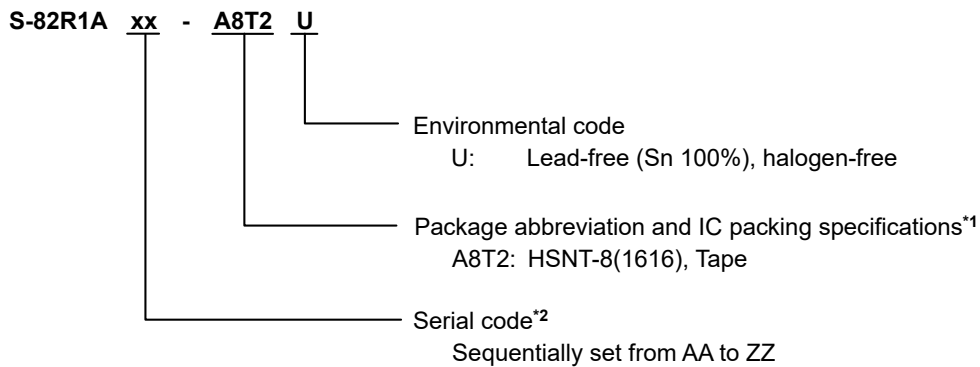 S-82R1A xx - A8T2 U
Environmental code
U: Lead-free (Sn 100%), halogen-free
Package abbreviation and IC packing specifications*1
A8T2: HSNT-8(1616), Tape
Serial code*2
Sequentially set from AA to ZZ